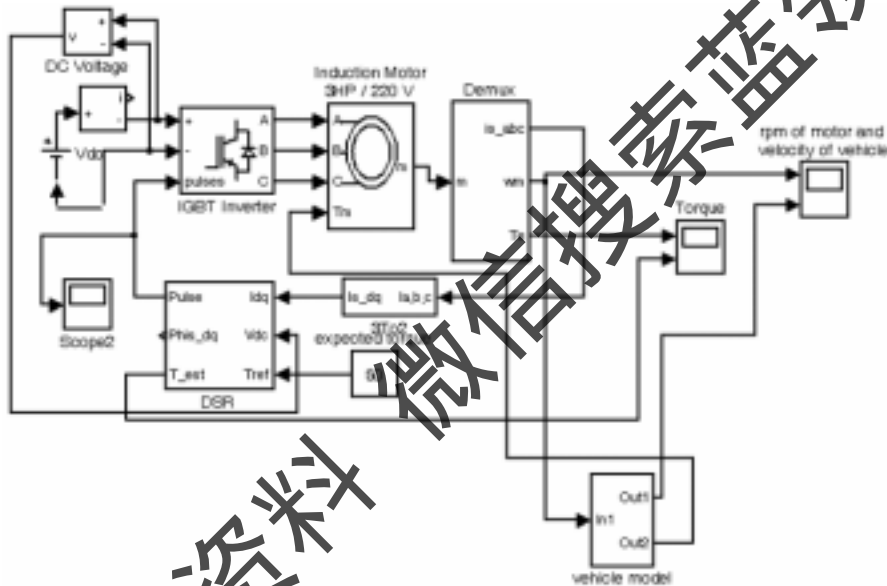 DC Voltage
v
+
-
i
+
-
Vdc
Induction Motor
3HP / 220 V
+
-
pulses
A
B
C
IGBT Inverter
A
B
C
Tm
m
Demux
m
is_abc
wm
Te
rpm of motor and
velocity of vehicle
Torque
Scope2
Pulse
Phis_dq
T_est
Idq
Vdc
Tref
DSR
Is_dq
Ia,b,c
expected
vehicle model
In1
Out1
Out2
资料 微信搜索蓝